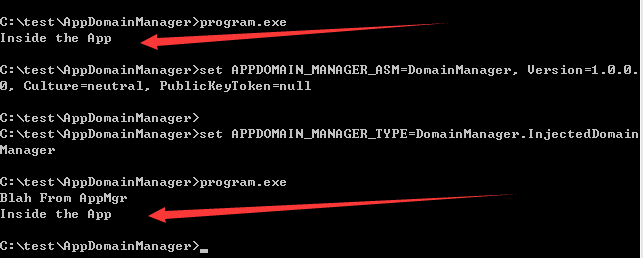 C:\test\AppDomainManager>program.exe
Inside the App
C:\test\AppDomainManager>set APPDOMAIN_MANAGER_ASM=DomainManager, Version=1.0.0.
0, Culture=neutral, PublicKeyToken=null
C:\test\AppDomainManager>
C:\test\AppDomainManager>set APPDOMAIN_MANAGER_TYPE=DomainManager.InjectedDomain
Manager
C:\test\AppDomainManager>program.exe
Blah From AppMgr
Inside the App
C:\test\AppDomainManager>_